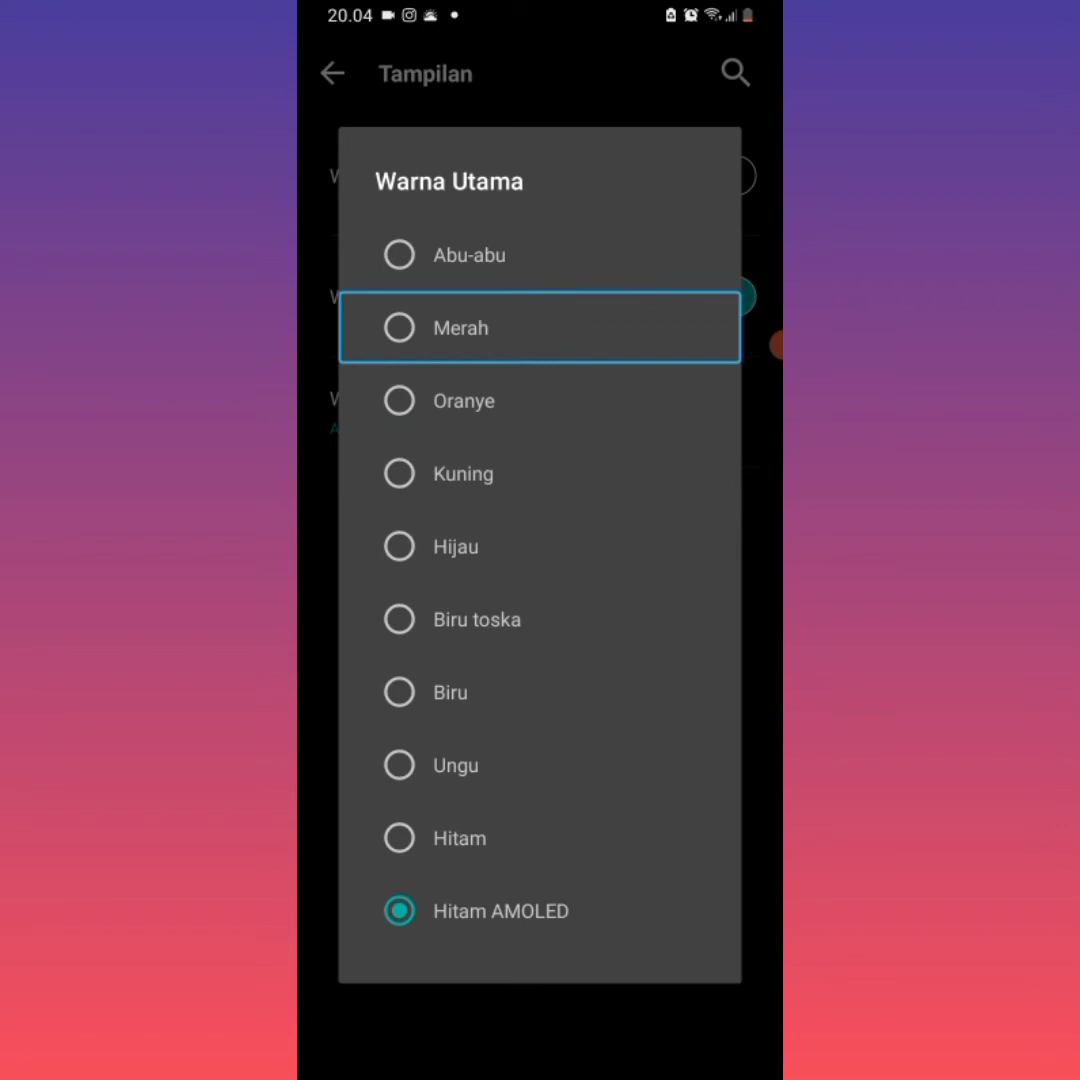 20.04
Tampilan
Warna Utama
Abu-abu
Merah
Oranye
Kuning
Hijau
Biru toska
Biru
Ungu
Hitam
Hitam AMOLED